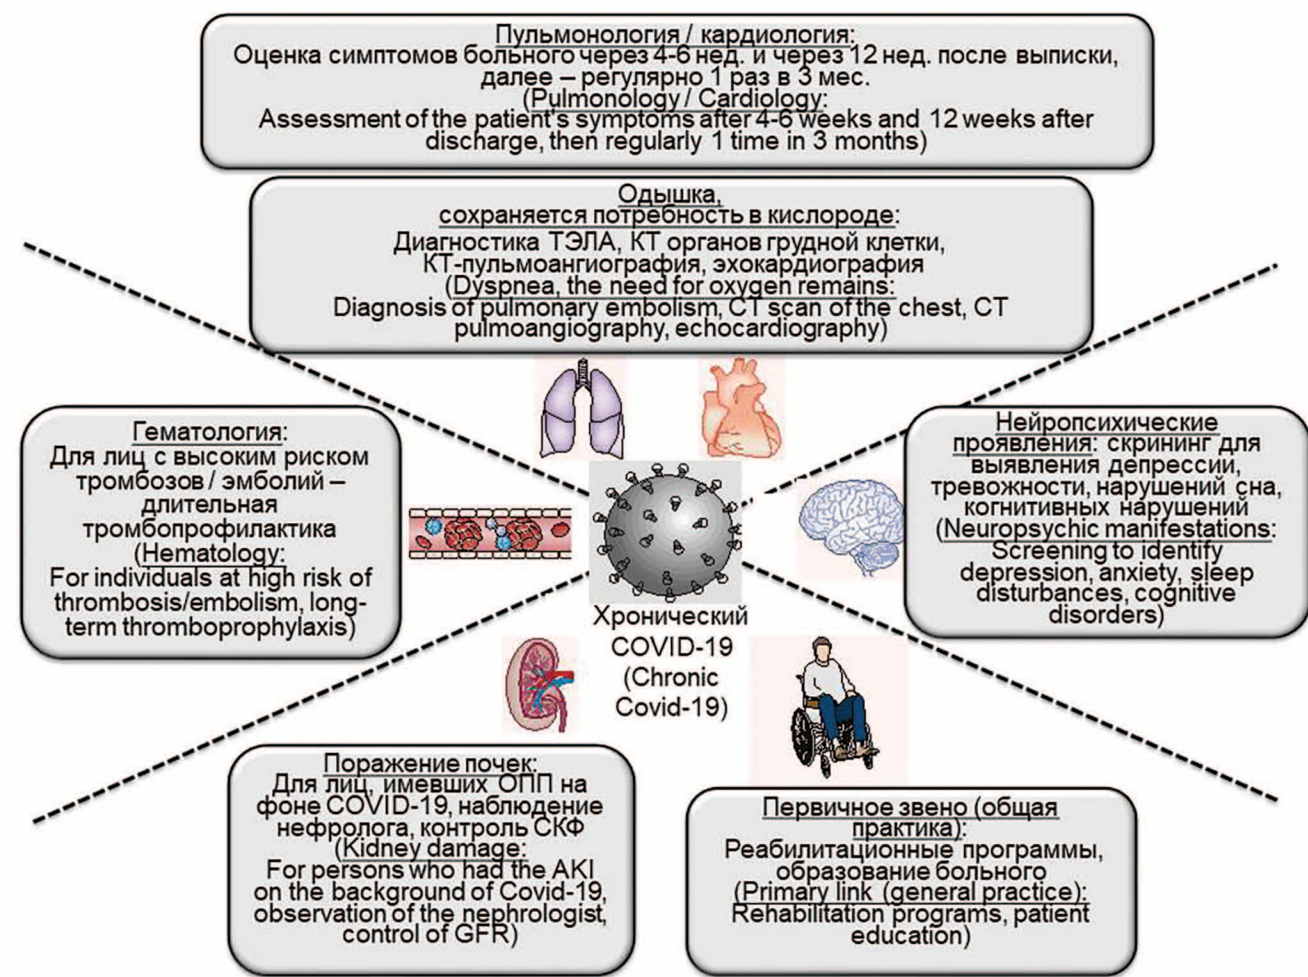 Пульмонология / кардиология:
Оценка симптомов больного через 4-6 нед. и через 12 нед. после выписки,
далее – регулярно 1 раз в 3 мес.
(Pulmonology / Cardiology:
Assessment of the patient's symptoms after 4-6 weeks and 12 weeks after
discharge, then regularly 1 time in 3 months)
Одышка,
сохраняется потребность в кислороде:
Диагностика ТЭЛА, КТ органов грудной клетки,
КТ-пульмоангиография, эхокардиография
(Dyspnea, the need for oxygen remains:
Diagnosis of pulmonary embolism, CT scan of the chest, CT
pulmoangiography, echocardiography)
Гематология:
Для лиц с высоким риском
тромбозов / эмболий –
длительная
тромбопрофилактика
(Hematology:
For individuals at high risk of
thrombosis/embolism, long-
term thromboprophylaxis)
Нейропсихические
проявления: скрининг для
выявления депрессии,
тревожности, нарушений сна,
когнитивных нарушений
(Neuropsychic manifestations:
Screening to identify
depression, anxiety, sleep
disturbances, cognitive
disorders)
Хронический
COVID-19
(Chronic
Covid-19)
Поражение почек:
Для лиц, имевших ОПП на
фоне COVID-19, наблюдение
нефролога, контроль СКФ
(Kidney damage:
For persons who had the AKI
on the background of Covid-19,
observation of the nephrologist,
control of GFR)
Первичное звено (общая
практика):
Реабилитационные программы,
образование больного
(Primary link (general practice):
Rehabilitation programs, patient
education)